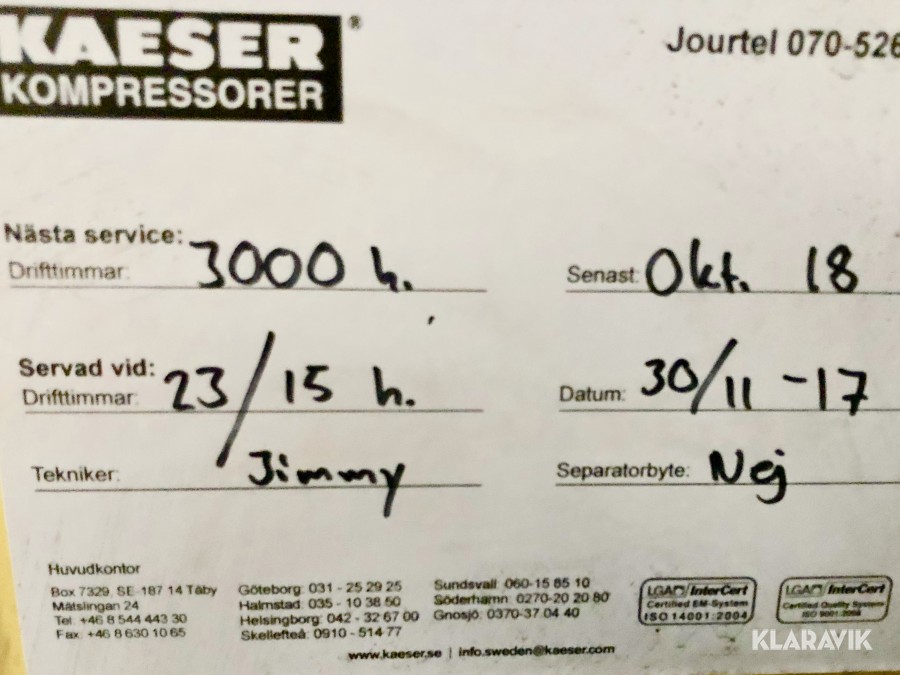 KAESER®
KOMPRESSORER
Jourtel 070-526
Nästa service:
Drifttimmar: 3000 h.
Senast: Okt. 18
Servad vid:
Drifttimmar: 23/15 h.
Datum: 30/11 -17
Tekniker: Jimmy
Separatorbyte: Nej
Huvudkontor
Box 7329, SE-187 14 Täby
Mätslingan 24
Tel +46 8 544 443 30
Fax. +46 8 630 10 65
Göteborg: 031 - 25 29 25
Halmstad: 035 - 10 38 50
Helsingborg: 042 - 32 67 00
Skellefteå: 0910 - 514 77
Sundsvall: 060-15 85 10
Söderhamn: 0270-20 20 80
Gnosjö: 0370-37 04 40
www.kaeser.se | info.sweden@kaeser.com
LGAD InterCert
Certified EM-System
ISO 14001:2004
LGAD InterCert
Certified Quality System
ISO 9001:2008
KLARAVIK